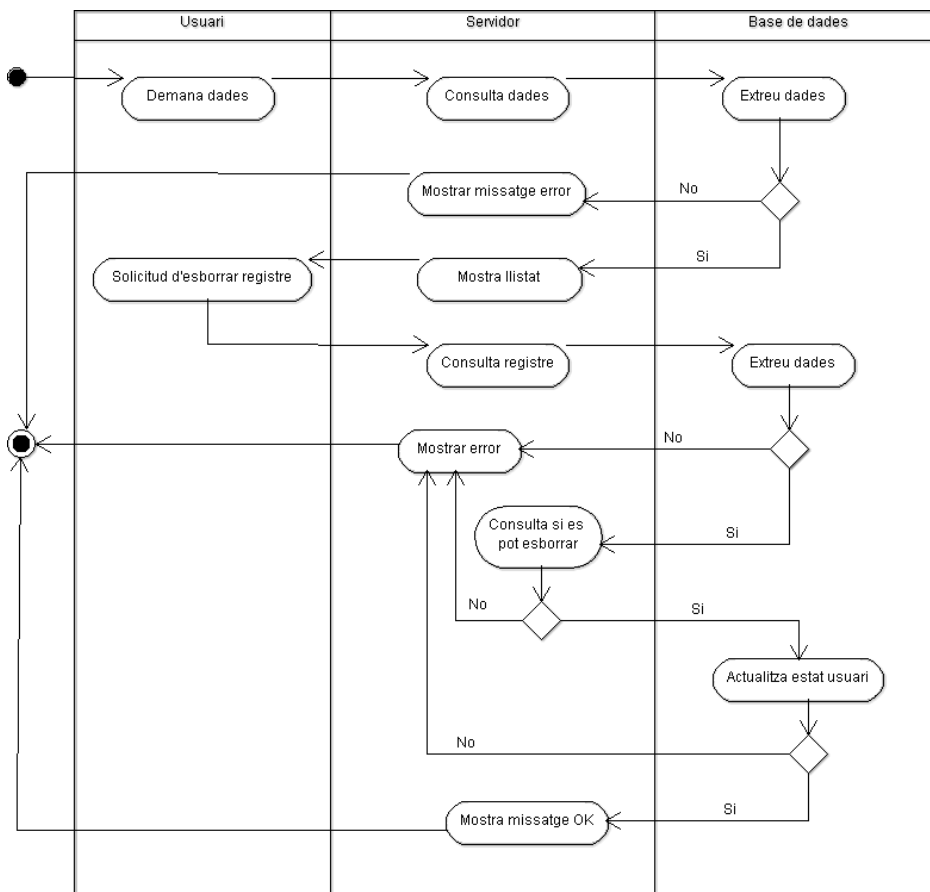 Usuari
Servidor
Base de dades
Demana dades
Consulta dades
Extreu dades
Mostrar missatge error
No
Si
Solicitud d'esborrar registre
Mostra llistat
Consulta registre
Extreu dades
Mostrar error
No
Consulta si es
pot esborrar
Si
No
Si
Actualitza estat usuari
No
Mostra missatge OK
Si